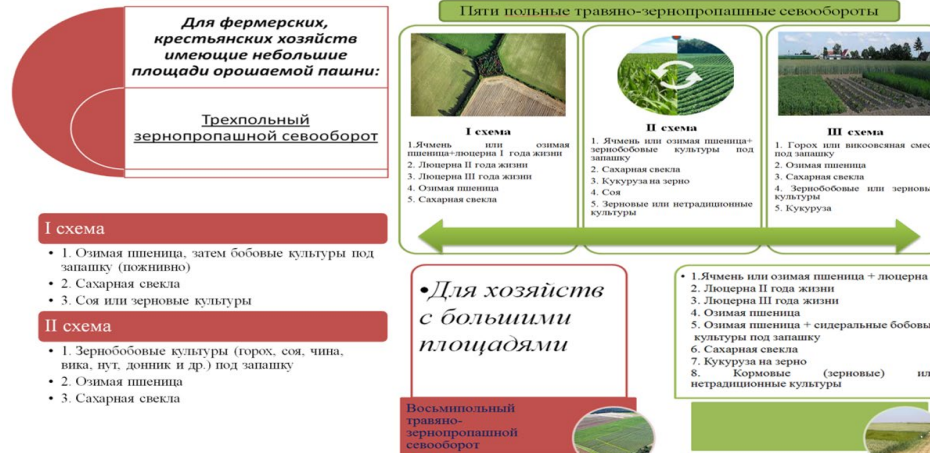 Для фермерских,
крестьянских хозяйств
имеющие небольшие
площади орошаемой пашни:
Трехпольный
зернопропашной севооборот
I схема
• 1. Озимая пшеница, затем бобовые культуры под
запашку (пожнивно)
• 2. Сахарная свекла
• 3. Соя или зерновые культуры
II схема
• 1. Зернобобовые культуры (горох, соя, чина,
вика, нут, донник и др.) под запашку
• 2. Озимая пшеница
• 3. Сахарная свекла
Пяти польные травяно-зернопропашные севообороты
I схема
1.Ячмень или озимая
пшеница+люцерна I года жизни
2. Люцерна II года жизни
3. Люцерна III года жизни
4. Озимая пшеница
5. Сахарная свекла
II схема
1. Ячмень или озимая пшеница+
зернобобовые культуры под
запашку
2. Сахарная свекла
3. Кукуруза на зерно
4. Соя
5. Зерновые или нетрадиционные
культуры
III схема
1. Горох или викоовсяная смес
под запашку
2. Озимая пшеница
3. Сахарная свекла
4. Зернобобовые или зерновы
культуры
5. Кукуруза
•Для хозяйств
с большими
площадями
Восьмипольный
травяно-
зернопропашной
севооборот
• 1.Ячмень или озимая пшеница + люцерна
2. Люцерна II года жизни
3. Люцерна III года жизни
4. Озимая пшеница
5. Озимая пшеница + сидеральные бобовы
культуры под запашку
6. Сахарная свекла
7. Кукуруза на зерно
8. Кормовые (зерновые) ил
нетрадиционные культуры